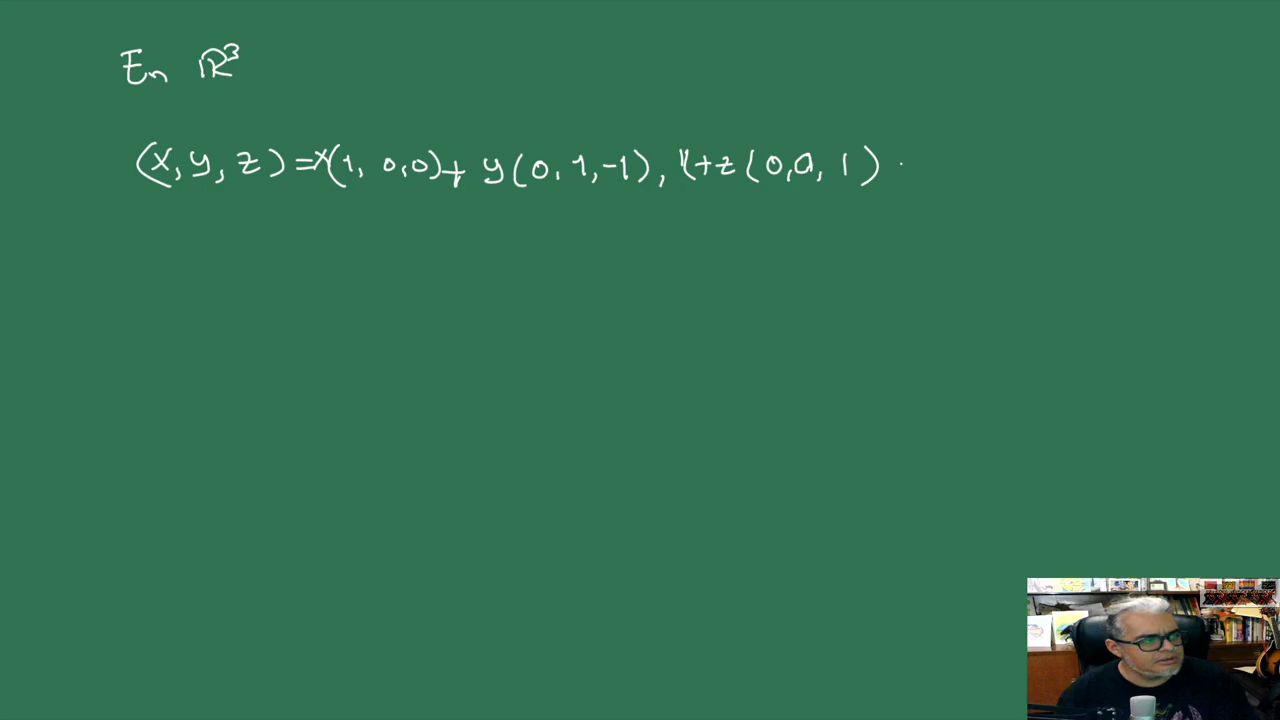 En ℝ³
(x, y, z) = x(1, 0,0) + y(0, 1,-1), (y+z(0,0, 1)